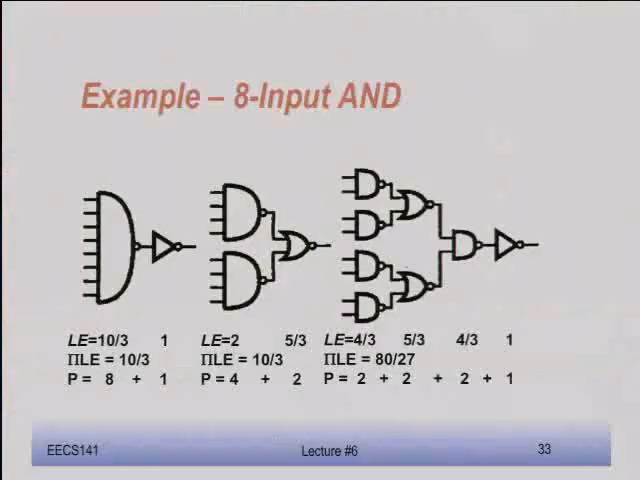 Example – 8-Input AND
LE=10/3 1
ΠLE = 10/3
P = 8 + 1
LE=2 5/3
ΠLE = 10/3
P = 4 + 2
LE=4/3 5/3 4/3 1
ΠLE = 80/27
P = 2 + 2 + 2 + 1
EECS141
Lecture #6
33